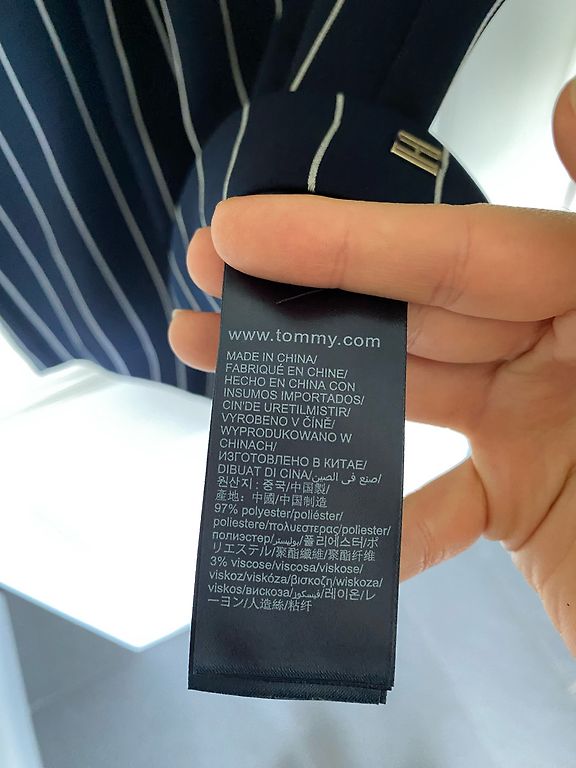 www.tommy.com
MADE IN CHINA/
FABRIQUÉ EN CHINE/
HECHO EN CHINA CON
INSUMOS IMPORTADOS/
CIN'DE URETILMISTIR/
VYROBENO V ČÍNĚ/
WYPRODUKOWANO W
CHINACH/
ИЗГОТОВЛЕНО В КИТАЕ/
DIBUAT DI CINA/صنع في الصين/
원산지 : 중국/中国製/
產地: 中國/中国制造
97% polyester/poliéster/
poliestere/πολυεστερας/poliester/
полиэстер/بوليستر/폴리에스터/ポ
リエステル/聚酯纖維/聚酯纤维
3% viscose/viscosa/viskose/
viskoz/viskóza/βισκοζη/wiskoza/
viskos/вискоза/فيسكوز/레이온/レ
ーヨン/人造絲/粘纤